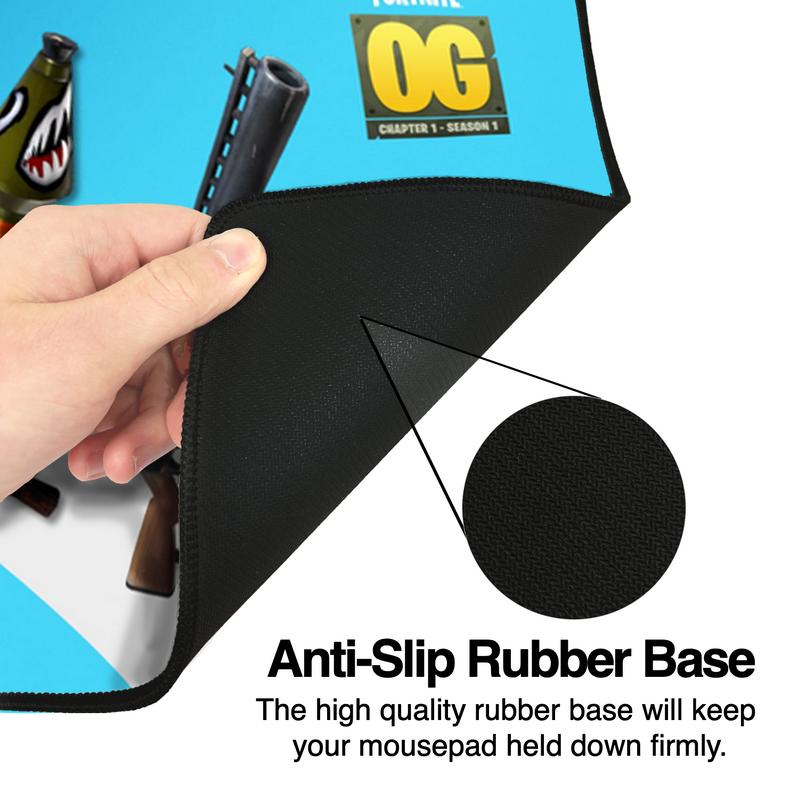 FORTNITE
OG
CHAPTER 1 - SEASON 1
Anti-Slip Rubber Base
The high quality rubber base will keep
your mousepad held down firmly.